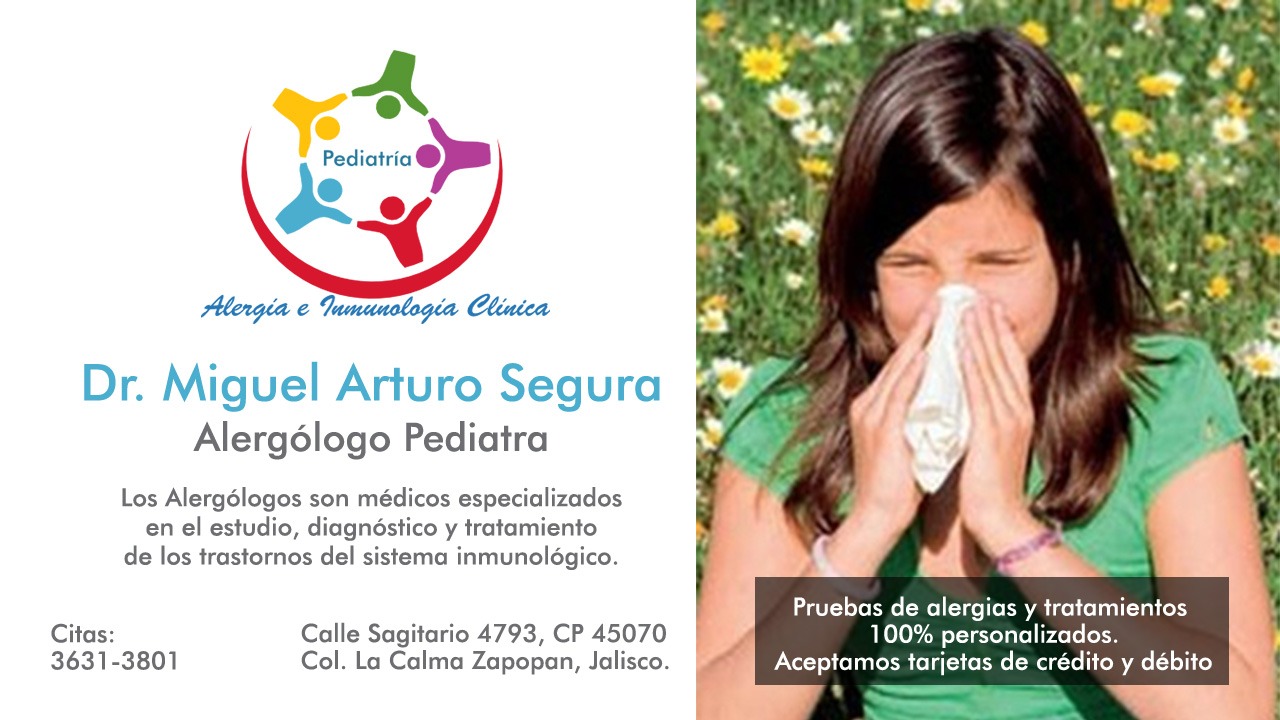 Pediatría
Alergia e Inmunología Clínica
Dr. Miguel Arturo Segura
Alergólogo Pediatra
Los Alergólogos son médicos especializados
en el estudio, diagnóstico y tratamiento
de los trastornos del sistema inmunológico.
Citas:
3631-3801
Calle Sagitario 4793, CP 45070
Col. La Calma Zapopan, Jalisco.
Pruebas de alergias y tratamientos
100% personalizados.
Aceptamos tarjetas de crédito y débito